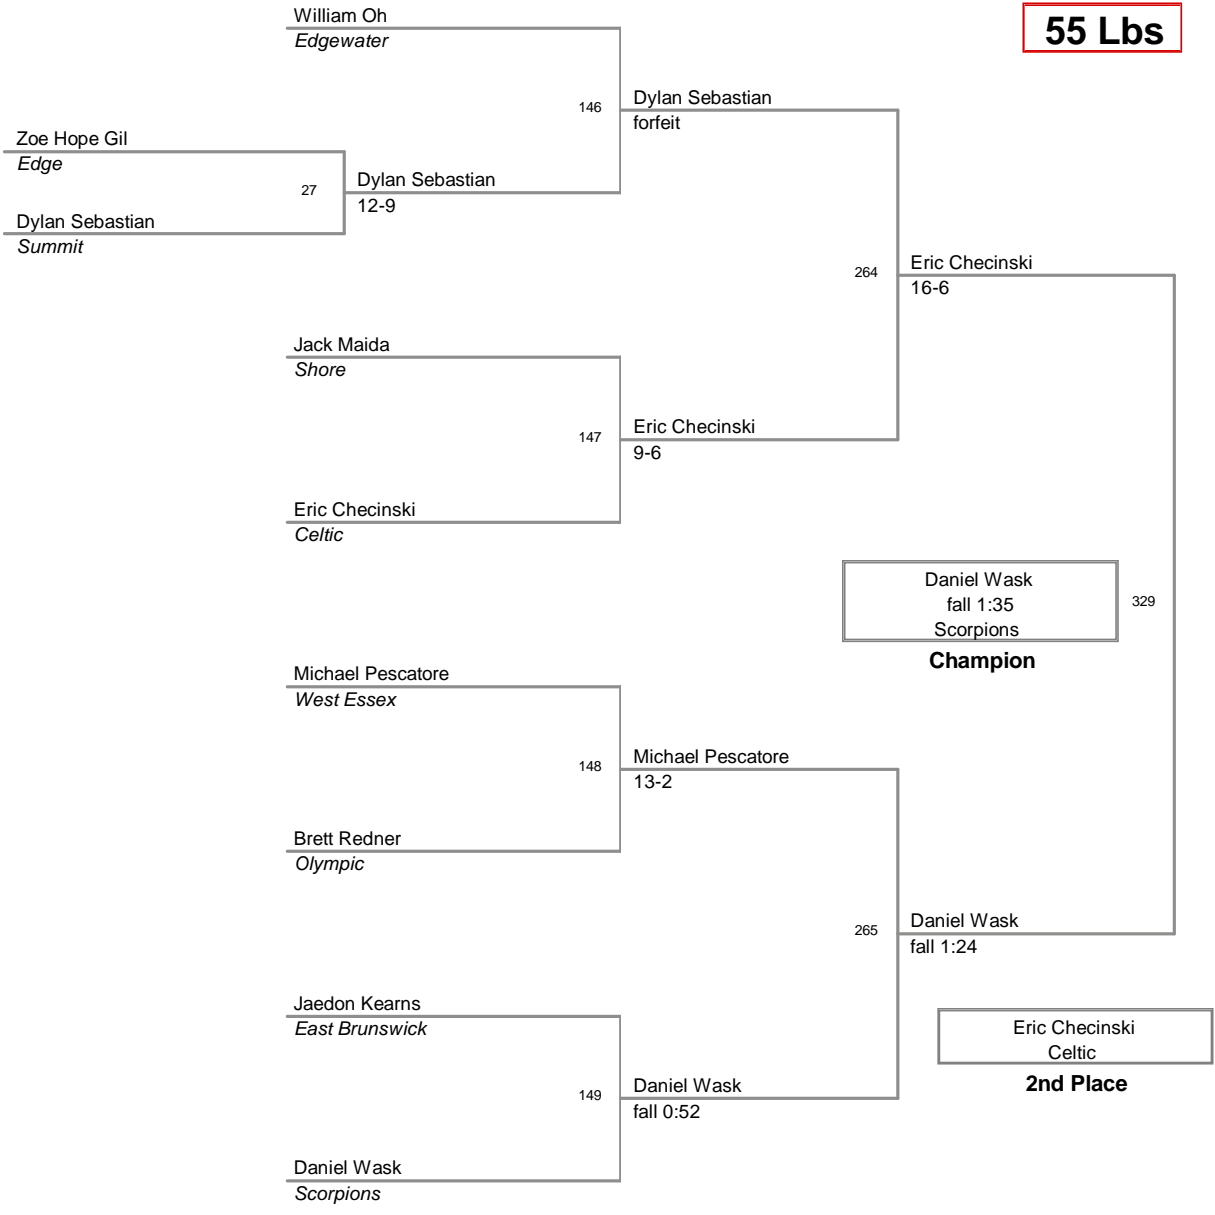 William Oh
Edgewater
55 Lbs
146
Dylan Sebastian
forfeit
Zoe Hope Gil
Edge
27
Dylan Sebastian
12-9
Dylan Sebastian
Summit
264
Eric Checinski
16-6
Jack Maida
Shore
147
Eric Checinski
9-6
Eric Checinski
Celtic
Daniel Wask
fall 1:35
Scorpions
329
Champion
Michael Pescatore
West Essex
148
Michael Pescatore
13-2
Brett Redner
Olympic
265
Daniel Wask
fall 1:24
Jaedon Kearns
East Brunswick
Eric Checinski
Celtic
2nd Place
149
Daniel Wask
fall 0:52
Daniel Wask
Scorpions